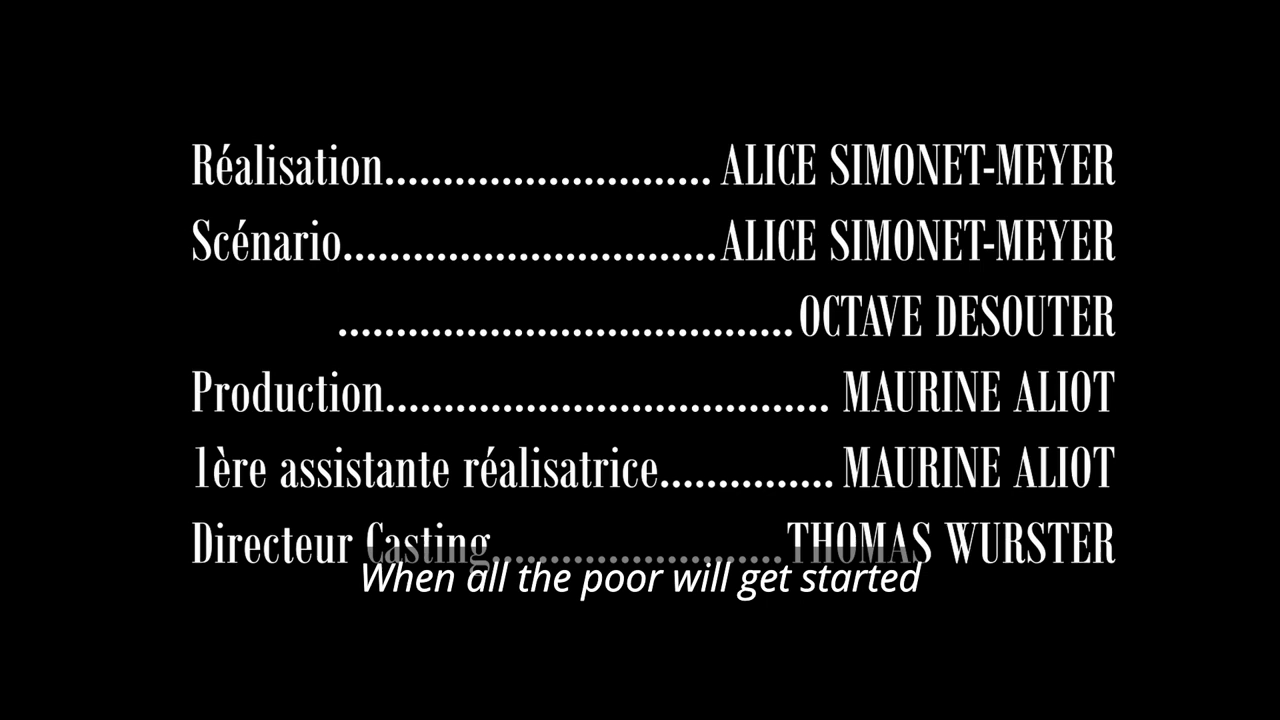 Réalisation........................... ALICE SIMONET-MEYER
Scénario...............................ALICE SIMONET-MEYER
......................................OCTAVE DESOUTER
Production..................................... MAURINE ALIOT
1ère assistante réalisatrice............... MAURINE ALIOT
Directeur Casting........................ THOMAS WURSTER
When all the poor will get started